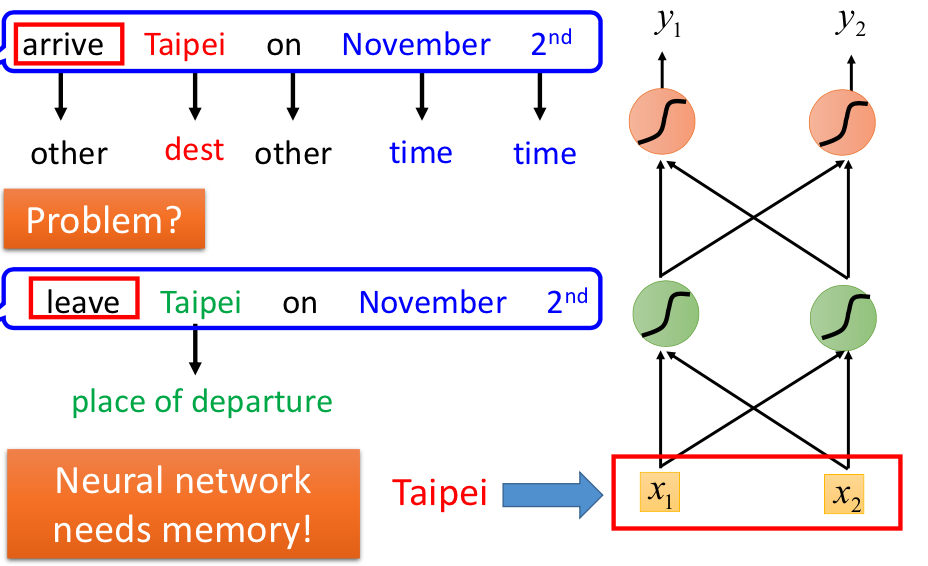 arrive Taipei on November 2nd
other dest other time time
Problem?
leave Taipei on November 2nd
place of departure
Neural network
needs memory!
Taipei
y1 y2
x1 x2